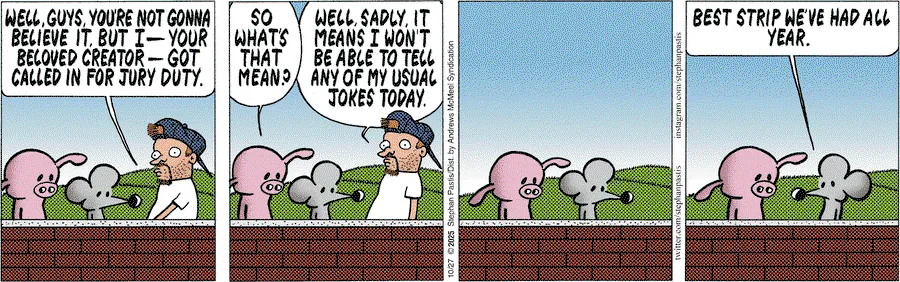 WELL, GUYS, YOU'RE NOT GONNA
BELIEVE IT. BUT I — YOUR
BELOVED CREATOR — GOT
CALLED IN FOR JURY DUTY.
SO
WHAT'S
THAT
MEAN?
WELL, SADLY, IT
MEANS I WON'T
BE ABLE TO TELL
ANY OF MY USUAL
JOKES TODAY.
10/27 © 2025 Stephan Pastis/Dist. by Andrews McMeel Syndication
twitter.com/stephanpastis instagram.com/stephanpastis
BEST STRIP WE'VE HAD ALL
YEAR.